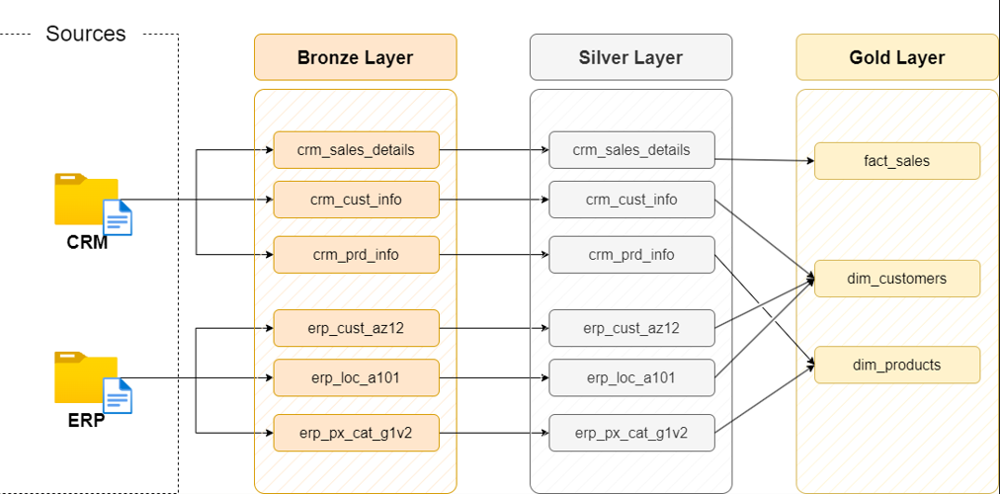 Sources
Bronze Layer
Silver Layer
Gold Layer
crm_sales_details
crm_sales_details
fact_sales
crm_cust_info
crm_cust_info
CRM
crm_prd_info
crm_prd_info
dim_customers
erp_cust_az12
erp_cust_az12
dim_products
erp_loc_a101
erp_loc_a101
ERP
erp_px_cat_g1v2
erp_px_cat_g1v2